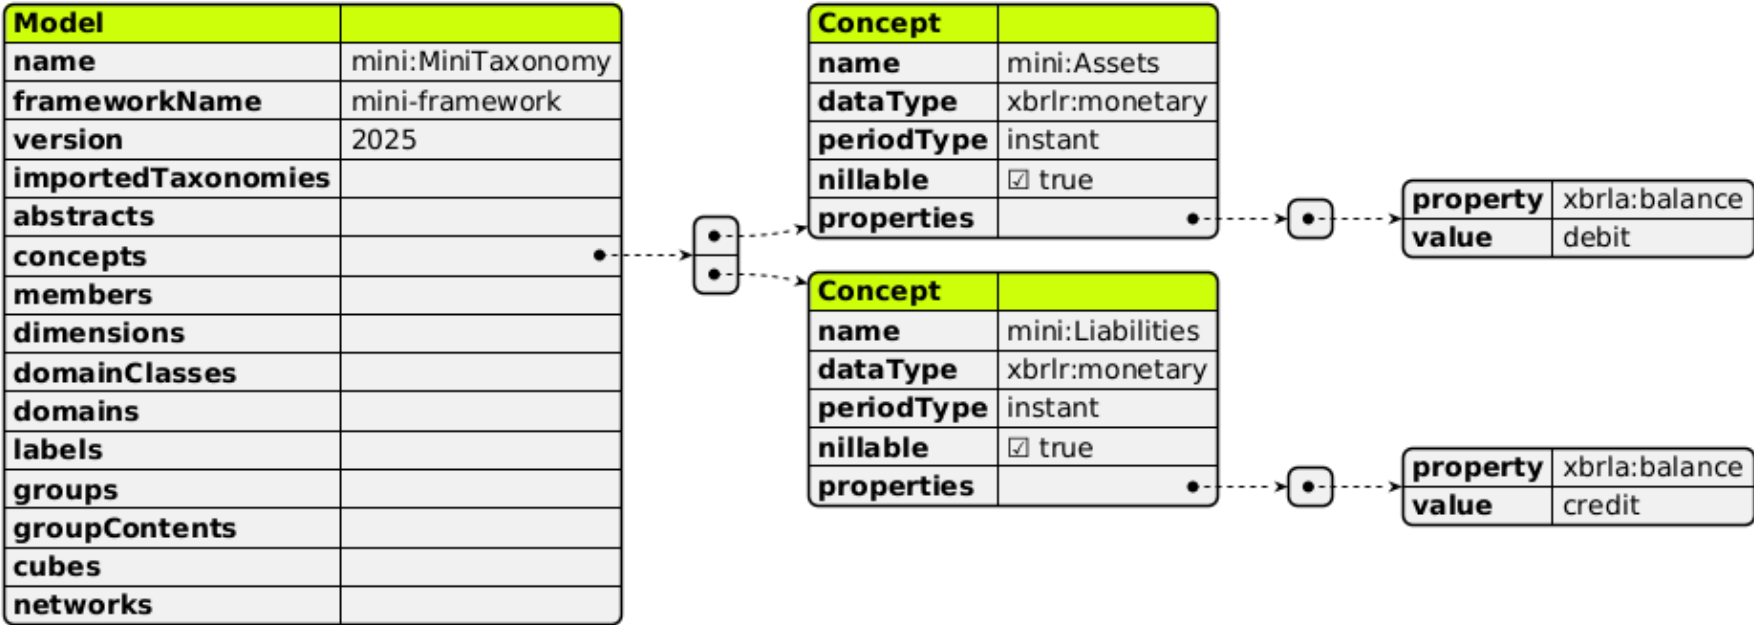 Model
name mini:MiniTaxonomy
frameworkName mini-framework
version 2025
importedTaxonomies
abstracts
concepts
members
dimensions
domainClasses
domains
labels
groups
groupContents
cubes
networks
Concept
name mini:Assets
dataType xbrlr:monetary
periodType instant
nillable ☑ true
properties
property xbrla:balance
value debit
Concept
name mini:Liabilities
dataType xbrlr:monetary
periodType instant
nillable ☑ true
properties
property xbrla:balance
value credit